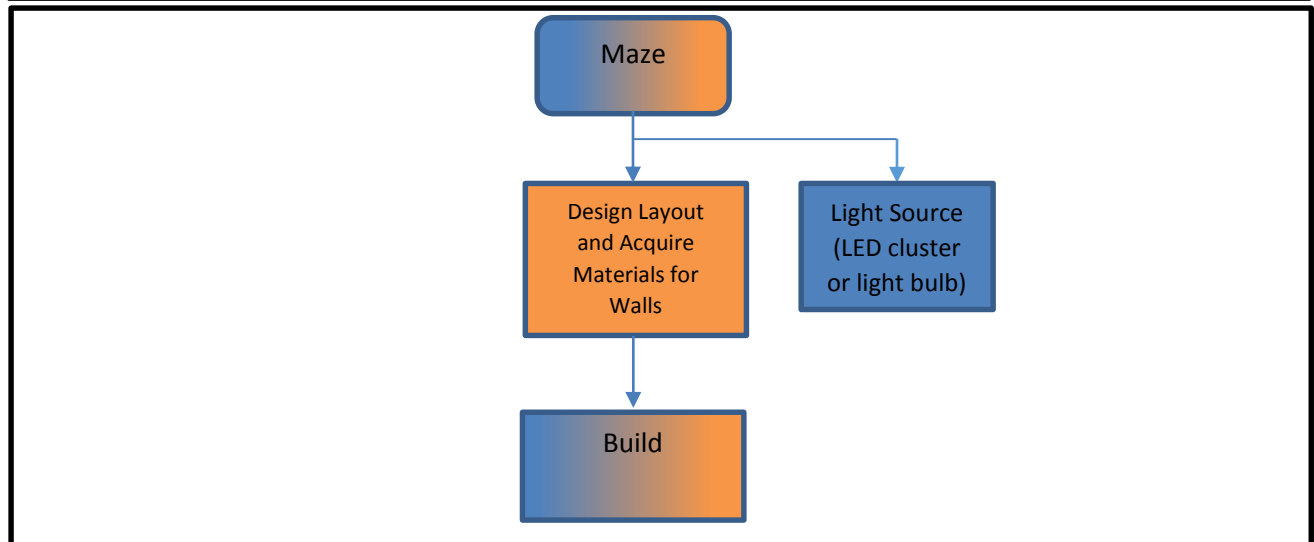 Maze
Design Layout
and Acquire
Materials for
Walls
Light Source
(LED cluster
or light bulb)
Build